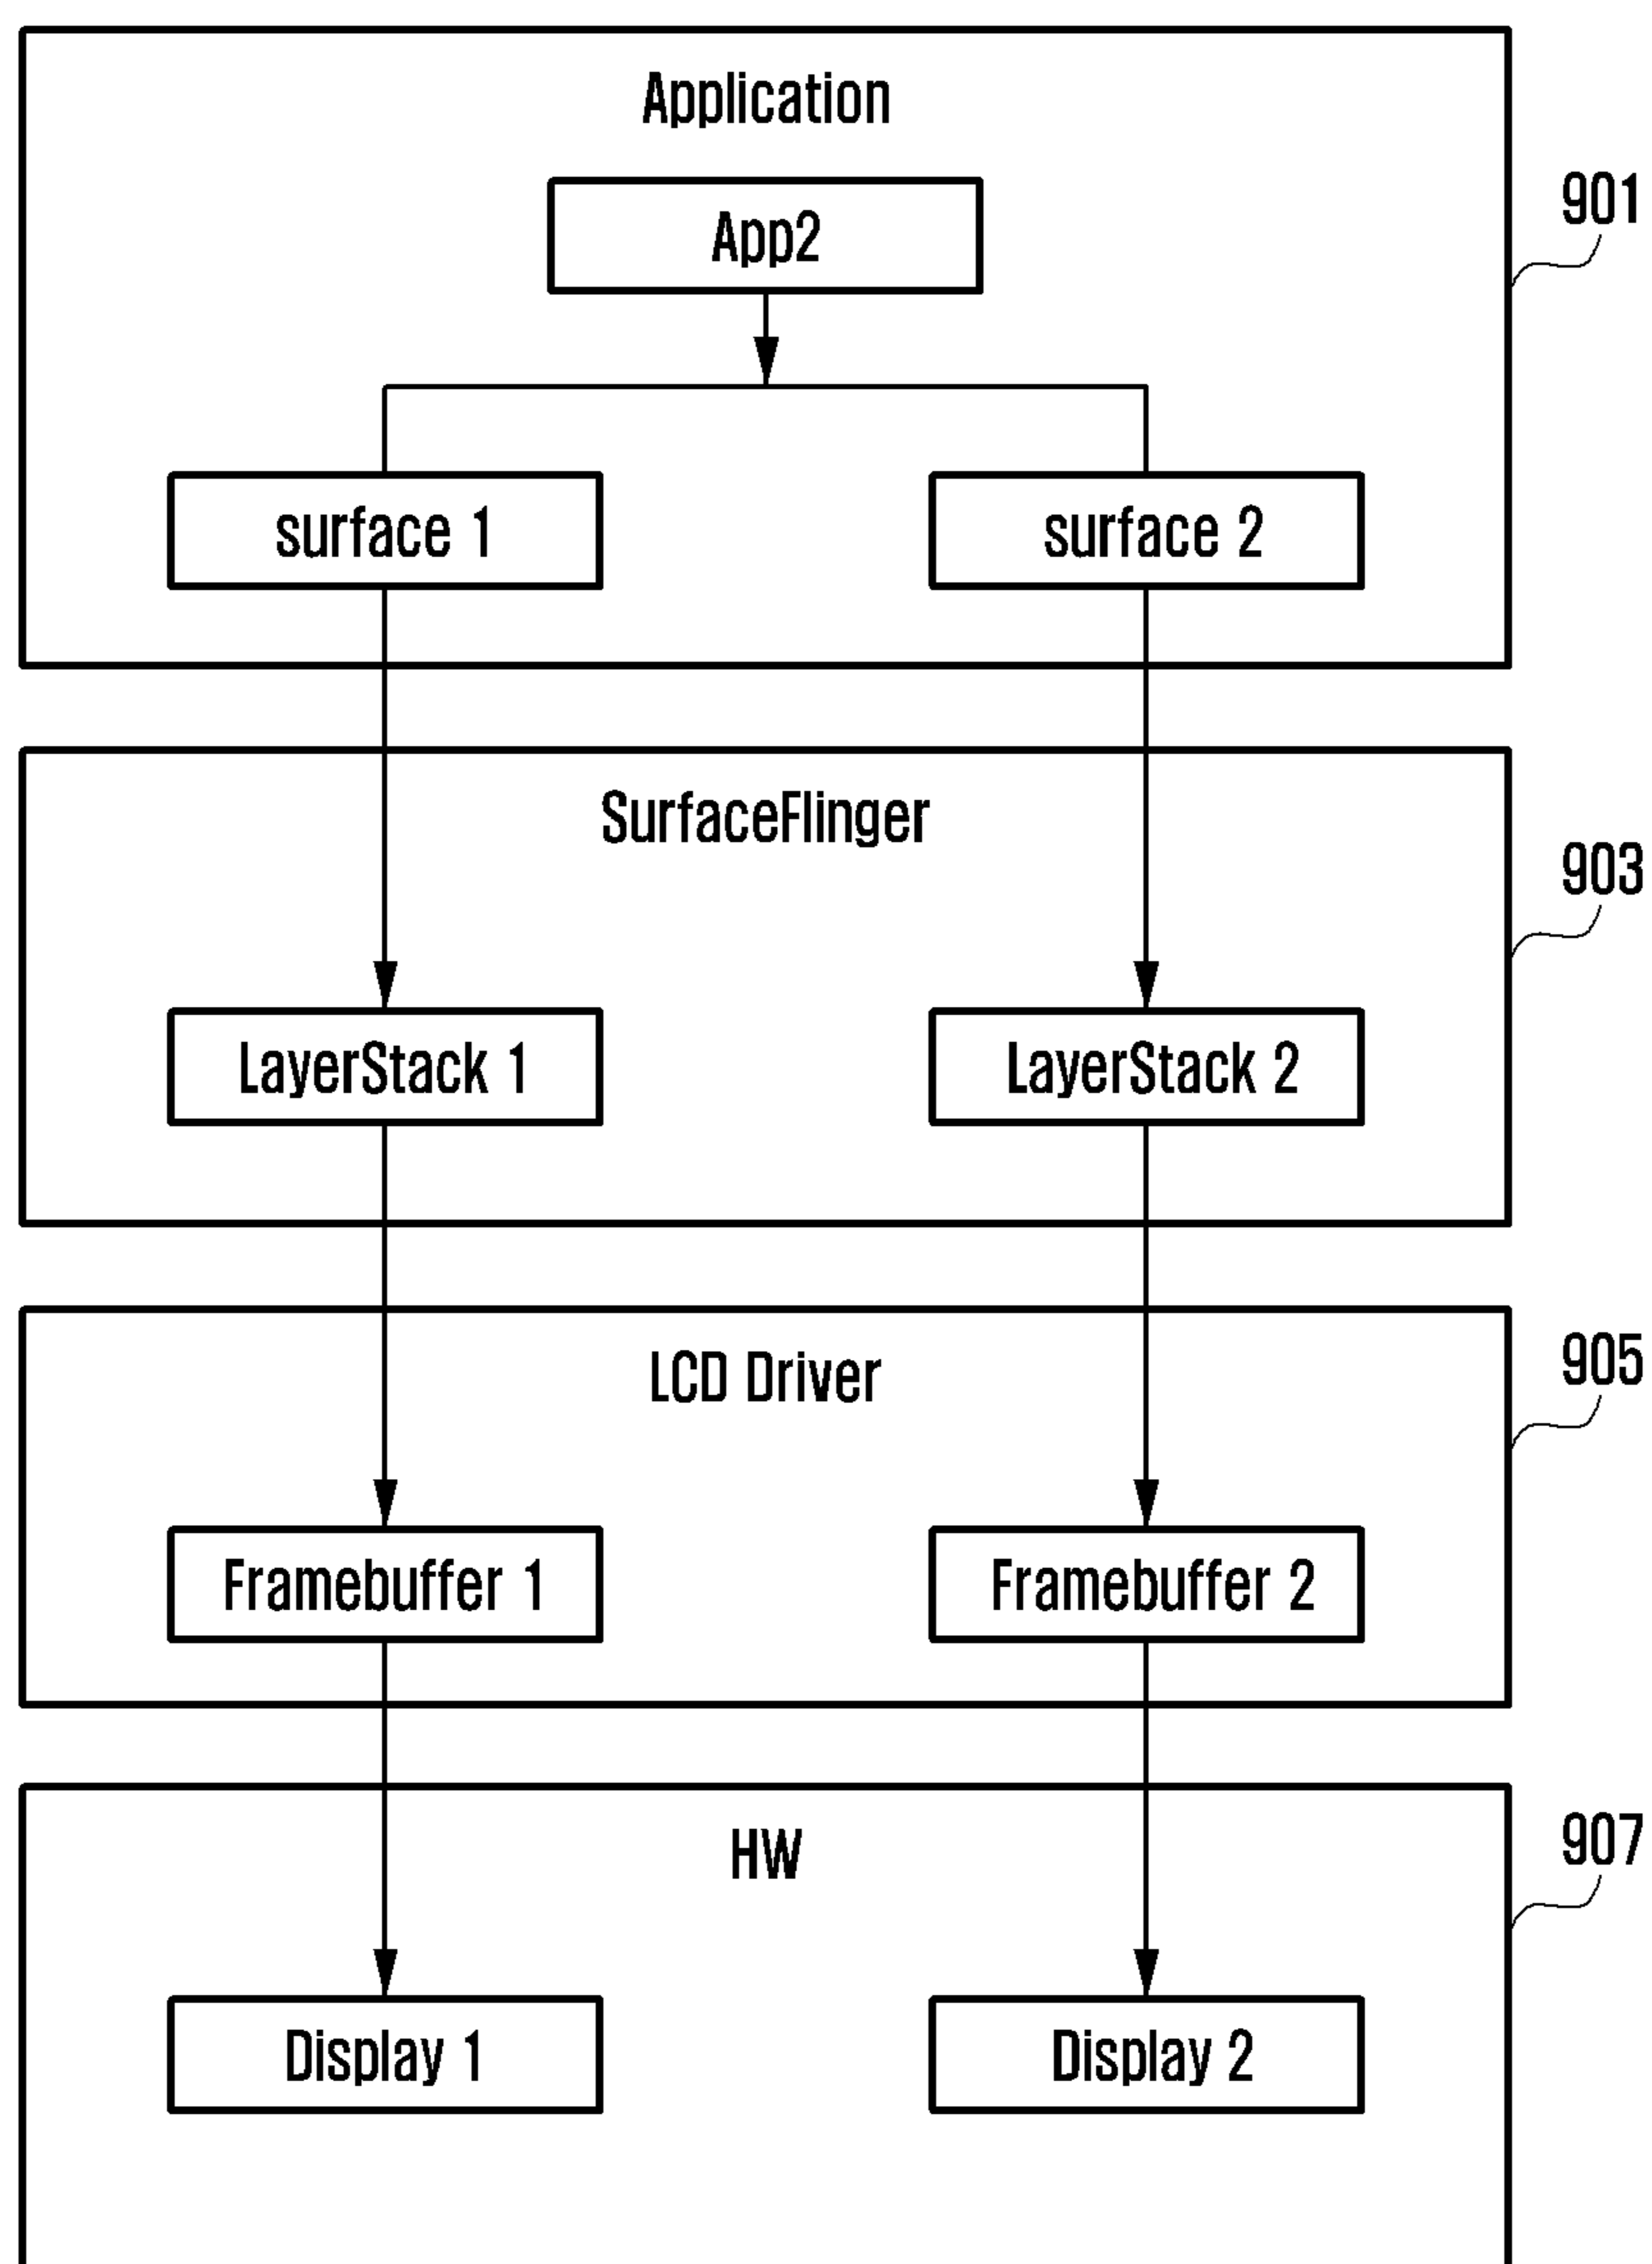 Application
901
App2
surface 1
surface 2
SurfaceFlinger
903
LayerStack 1
LayerStack 2
LCD Driver
905
Framebuffer 1
Framebuffer 2
HW
907
Display 1
Display 2